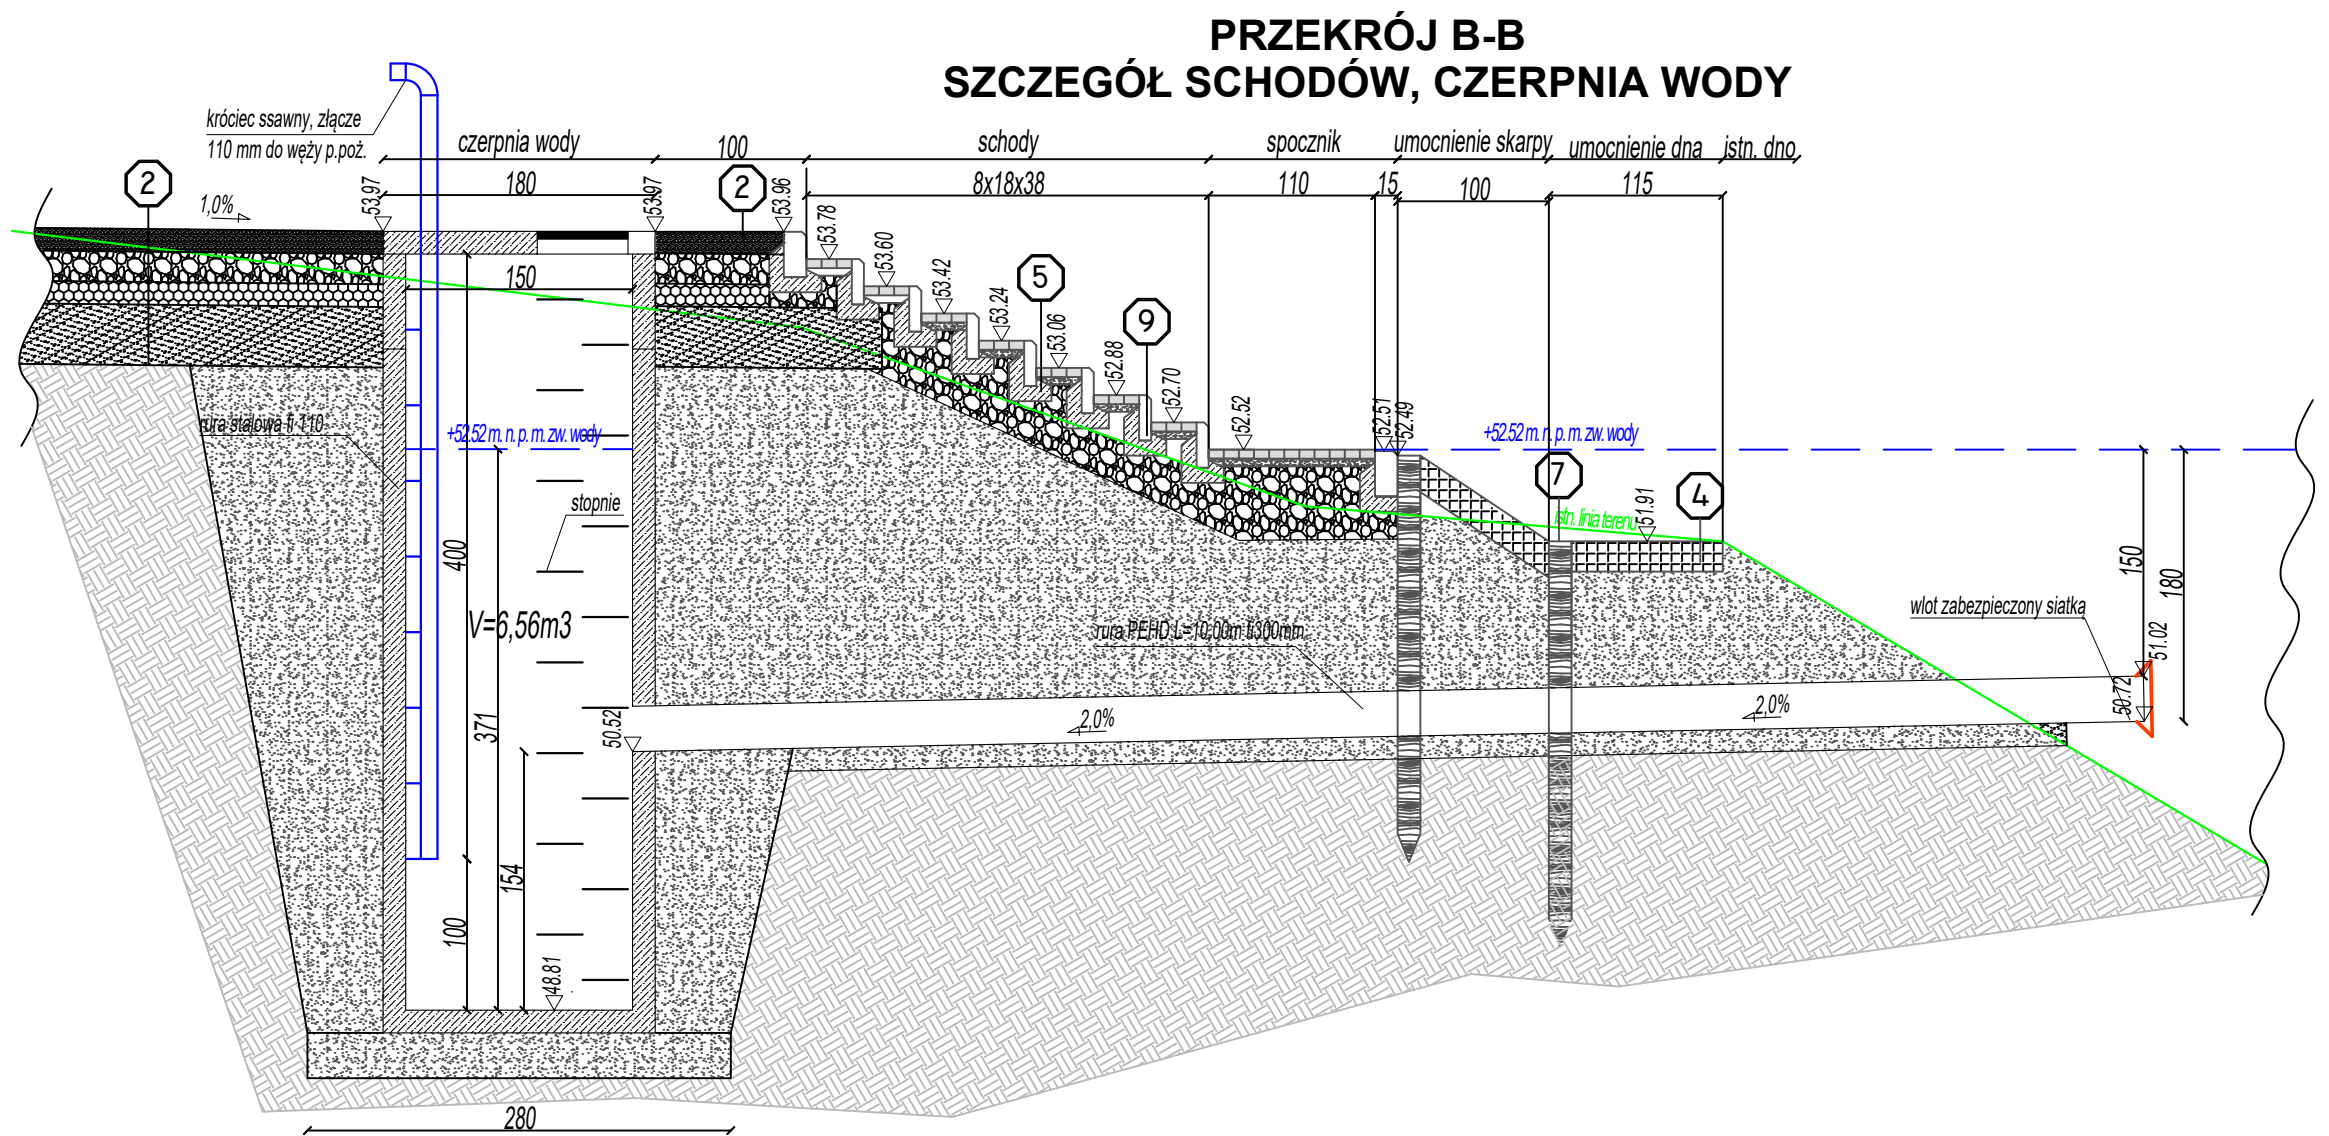 PRZEKRÓJ B-B
SZCZEGÓŁ SCHODÓW, CZERPNIA WODY
króciec ssawny, złącze
110 mm do węży p.poż.
czerpnia wody
100
schody
spocznik
umocnienie skarpy
umocnienie dna
istn. dno
2
1,0%
53.97
180
53.97
2
53.96
8x18x38
110
15
100
115
53.78
53.60
53.42
53.24
53.06
52.88
52.70
52.52
52.51
52.49
5
9
150
rura stalowa fi 110
+52.52 m. n. p. m. zw. wody
+52.52 m. n. p. m. zw. wody
7
4
istn. linia terenu
51.91
stopnie
400
V=6,56m3
371
154
100
48.81
50.52
rura PEHD L=10,00m fi300mm
2,0%
2,0%
wlot zabezpieczony siatką
150
180
51.02
50.72
280